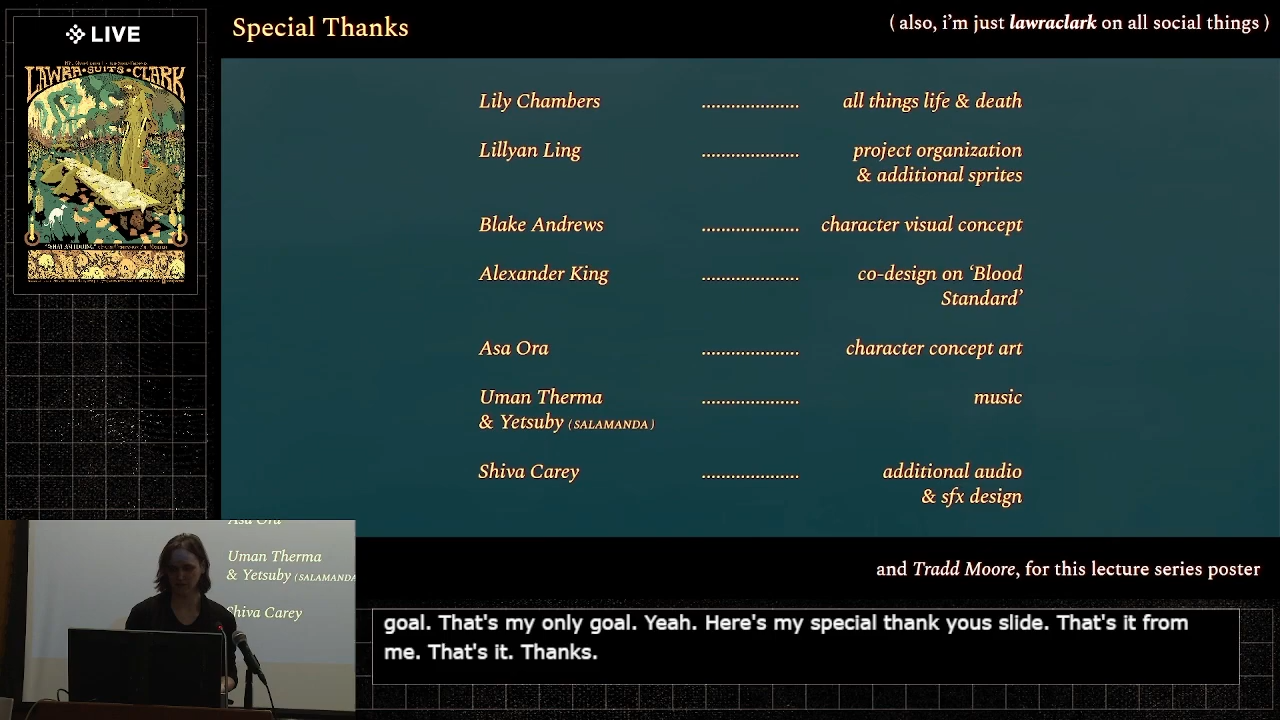 LIVE
LAWRA•SUITS•CLARK
Special Thanks
( also, i'm just lawraclark on all social things )
Lily Chambers .................... all things life & death
Lillyan Ling .................... project organization
& additional sprites
Blake Andrews .................... character visual concept
Alexander King .................... co-design on ‘Blood
Standard’
Asa Ora .................... character concept art
Uman Therma .................... music
& Yetsuby ( SALAMANDA )
Shiva Carey .................... additional audio
& sfx design
and Tradd Moore, for this lecture series poster
Asa Ora
Uman Therma
& Yetsuby ( SALAMANDA
Shiva Carey
goal. That's my only goal. Yeah. Here's my special thank yous slide. That's it from
me. That's it. Thanks.